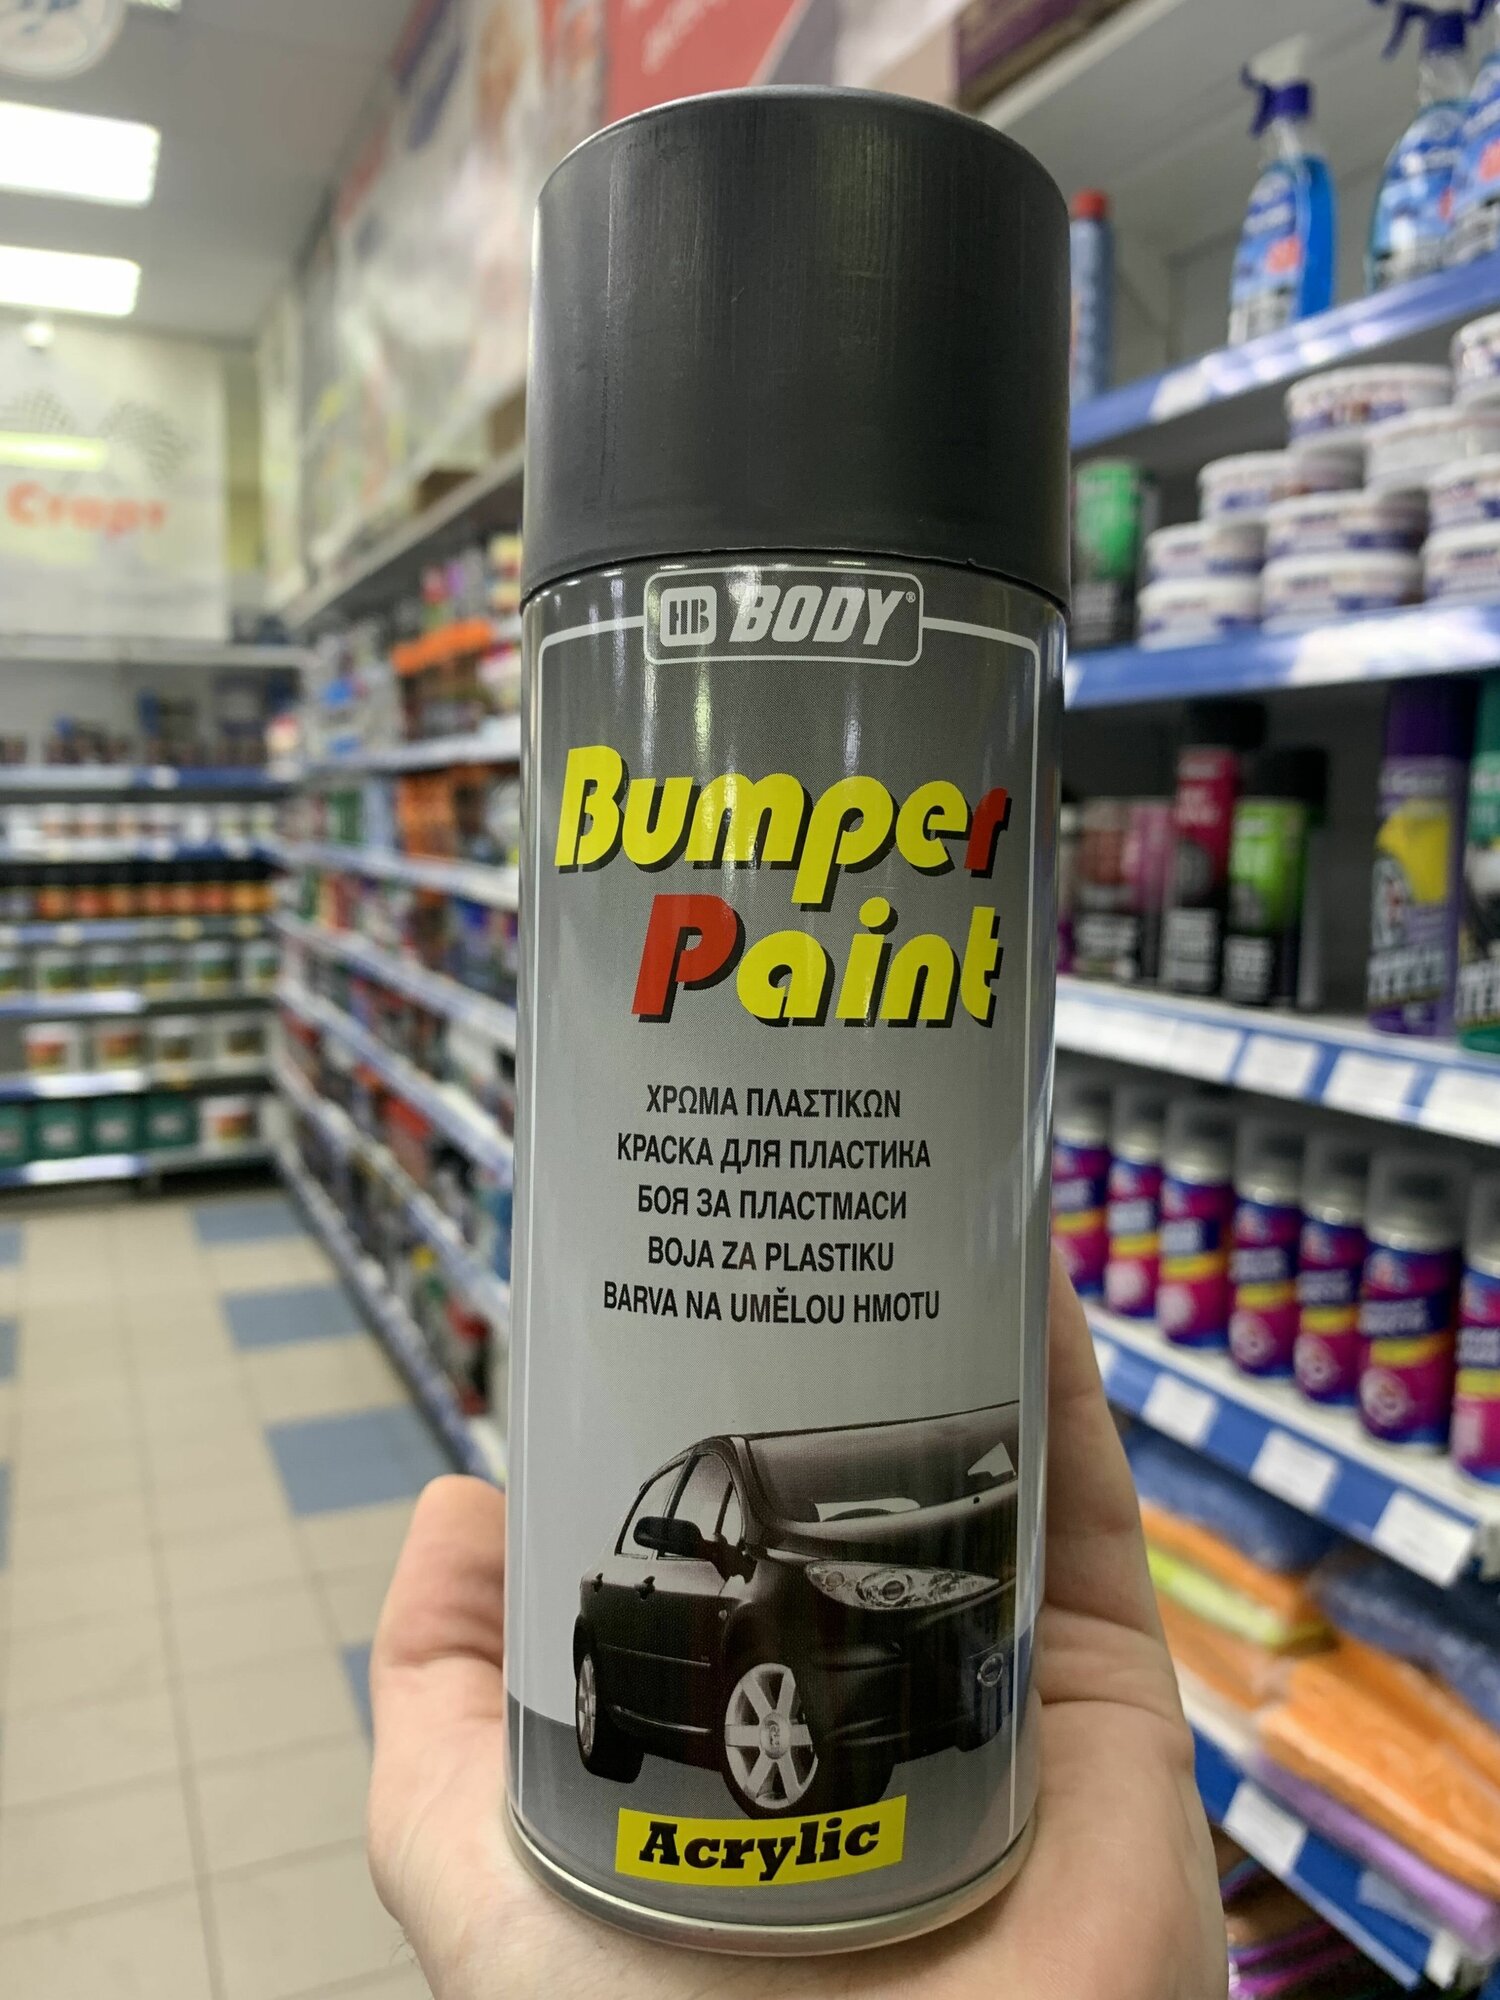 Старт
HB BODY®
Bumper
Paint
ΧΡΩΜΑ ΠΛΑΣΤΙΚΩΝ
КРАСКА ДЛЯ ПЛАСТИКА
БОЯ ЗА ПЛАСТМАСИ
BOJA ZA PLASTIKU
BARVA NA UMĚLOU HMOTU
Acrylic